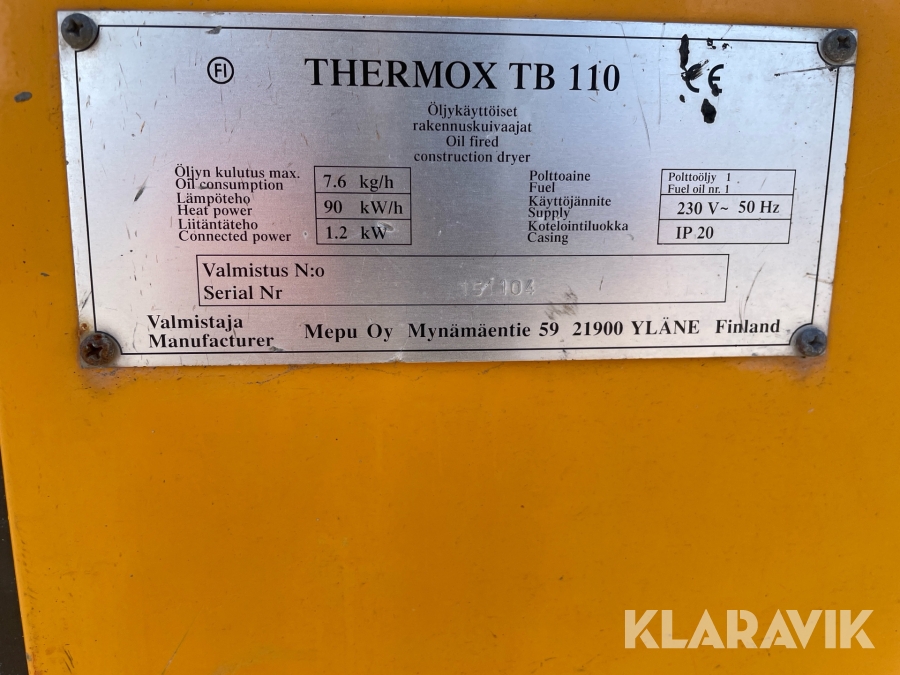 FI THERMOX TB 110 CE
Öljykäyttöiset
rakennuskuivaajat
Oil fired
construction dryer
Öljyn kulutus max.
Oil consumption
7.6 kg/h
Lämpöteho
Heat power
90 kW/h
Liitäntäteho
Connected power
1.2 kW
Polttoaine
Fuel
Polttoöljy 1
Fuel oil nr. 1
Käyttöjännite
Supply
230 V~ 50 Hz
Kotelointiluokka
Casing
IP 20
Valmistus N:o
Serial Nr 15/103
Valmistaja
Manufacturer
Mepu Oy Mynämäentie 59 21900 YLÄNE Finland
KLARAVIK